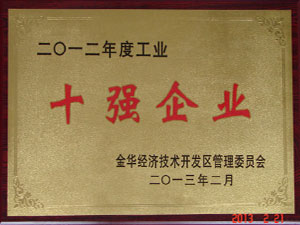 二〇一二年度工业
十强企业
金华经济技术开发区管理委员会
二〇一三年二月
2013 2 21